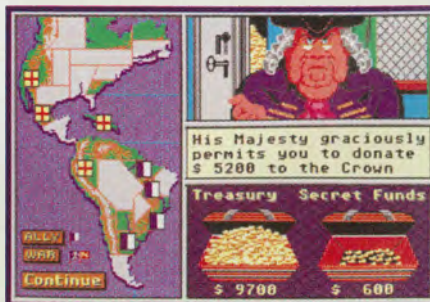 His Majesty graciously
permits you to donate
$ 5200 to the Crown
Treasury Secret Funds
$ 9700 $ 600
ALLY
WAR
Continue